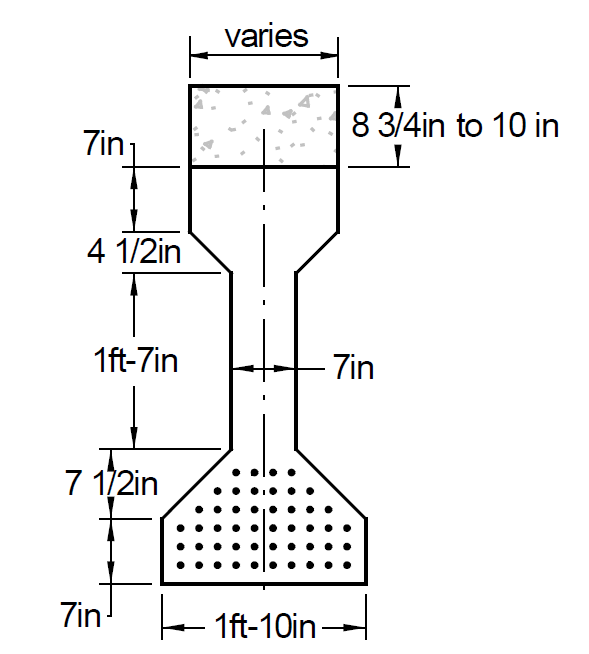 varies
8 3/4in to 10 in
7in
4 1/2in
1ft-7in
7in
7 1/2in
7in
1ft-10in